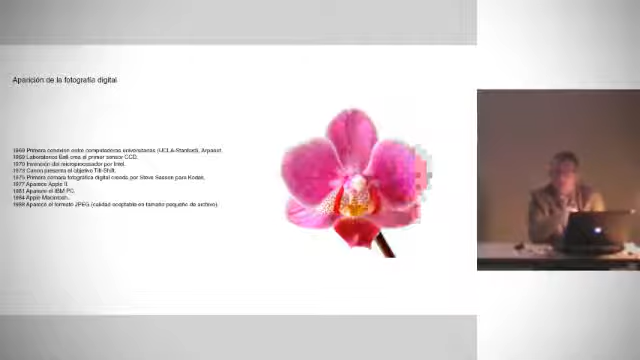 Aparición de la fotografía digital
1969 Primera conexión entre computadoras universitarias (UCLA-Stanford), Arpanet.
1969 Laboratorios Bell crea el primer sensor CCD.
1970 Invención del microprocesador por Intel.
1973 Canon presenta el objetivo Tilt-Shift.
1975 Primera cámara fotográfica digital creada por Steve Sasson para Kodak.
1977 Aparece Apple II.
1981 Aparece el IBM PC.
1984 Apple Macintosh.
1988 Aparece el formato JPEG (calidad aceptable en tamaño pequeño de archivo).